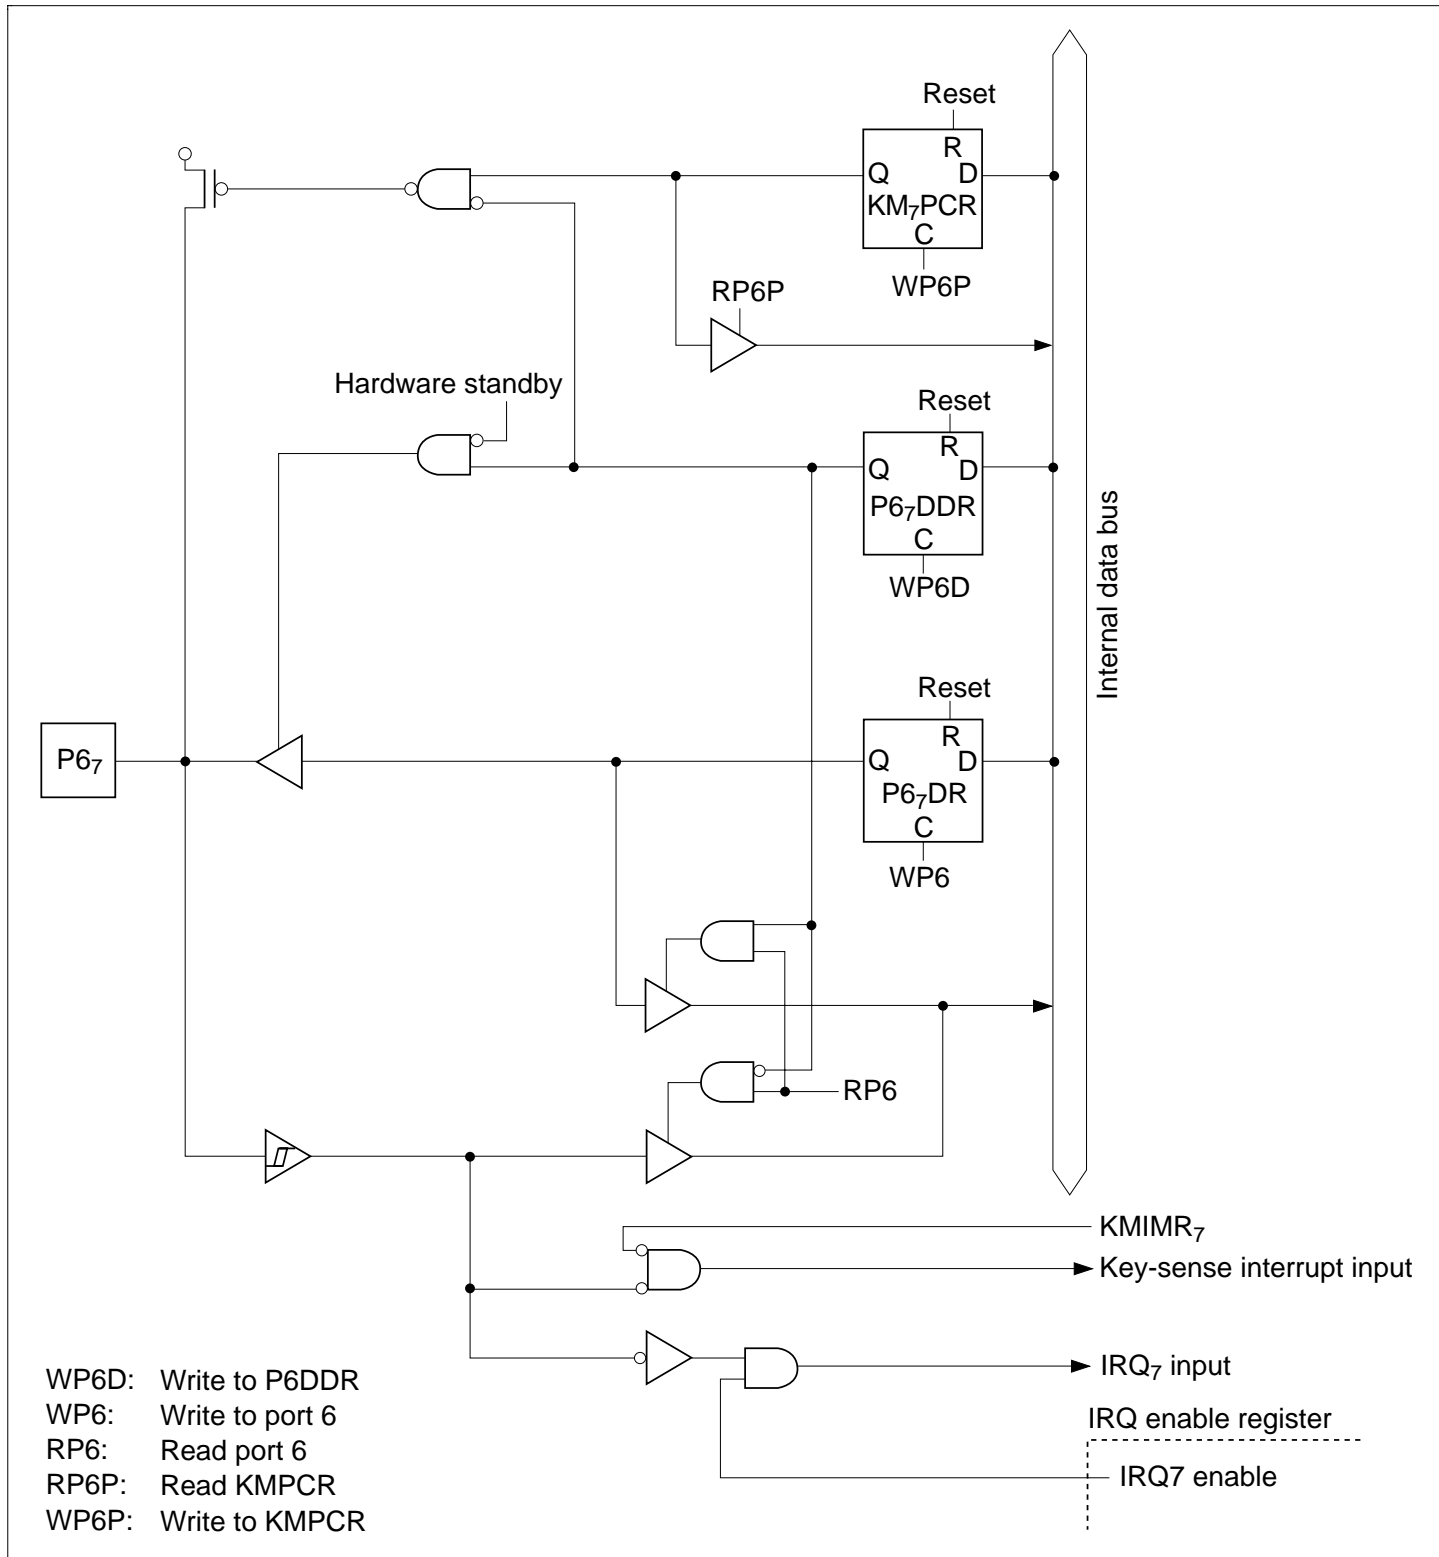 Reset
R
Q D
KM₇PCR
C
WP6P
RP6P
Hardware standby
Reset
R
Q D
P6₇DDR
C
WP6D
Internal data bus
Reset
R
P6₇
Q D
P6₇DR
C
WP6
RP6
KMIMR₇
Key-sense interrupt input
IRQ₇ input
IRQ enable register
IRQ7 enable
WP6D: Write to P6DDR
WP6: Write to port 6
RP6: Read port 6
RP6P: Read KMPCR
WP6P: Write to KMPCR